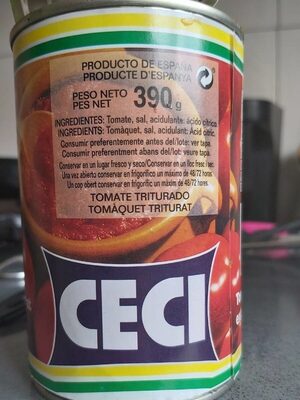 PRODUCTO DE ESPAÑA
PRODUCTE D'ESPANYA
PESO NETO
PES NET
390 g
INGREDIENTES: Tomate, sal, acidulante: ácido cítrico.
INGREDIENTS: Tomàquet, sal, acidulant: Àcid cítric.
Consumir preferentemente antes del/lote: ver tapa.
Consumir preferentment abans del/lot: veure tapa.
Conservar en un lugar fresco y seco/Conservar en un lloc fresc i sec.
Una vez abierto conservar en frigorífico un máximo de 48/72 horas.
Un cop obert conservar en frigorífic un màxim de 48/72 hores.
TOMATE TRITURADO
TOMÀQUET TRITURAT
CECI